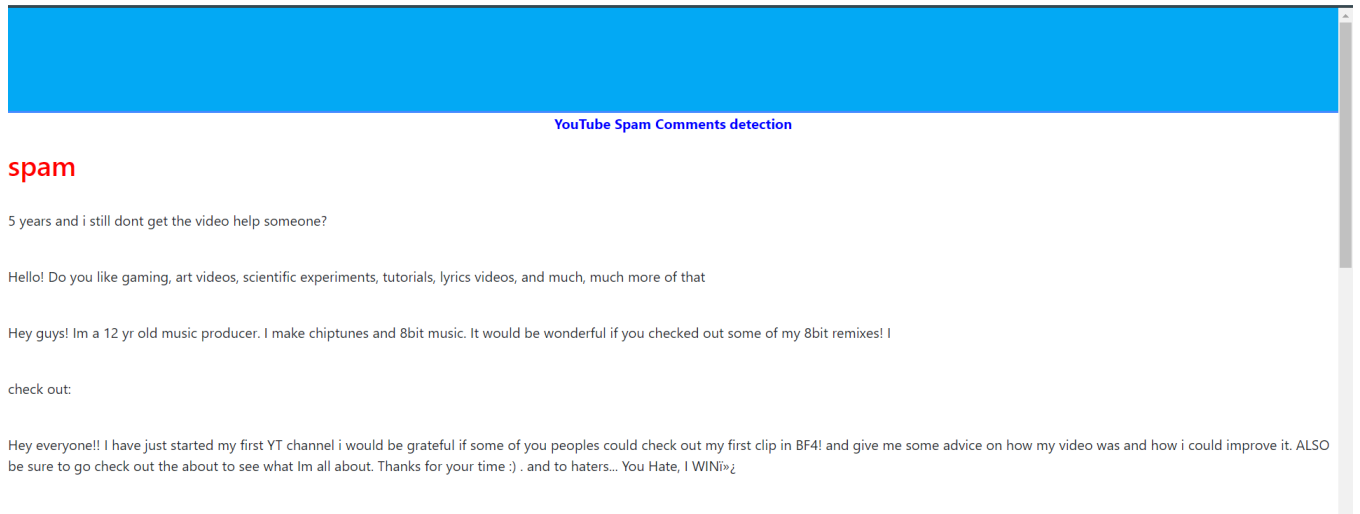 YouTube Spam Comments detection
spam
5 years and i still dont get the video help someone?
Hello! Do you like gaming, art videos, scientific experiments, tutorials, lyrics videos, and much, much more of that
Hey guys! Im a 12 yr old music producer. I make chiptunes and 8bit music. It would be wonderful if you checked out some of my 8bit remixes! I
check out:
Hey everyone!! I have just started my first YT channel i would be grateful if some of you peoples could check out my first clip in BF4! and give me some advice on how my video was and how i could improve it. ALSO
be sure to go check out the about to see what Im all about. Thanks for your time :) . and to haters... You Hate, I WINï»¿